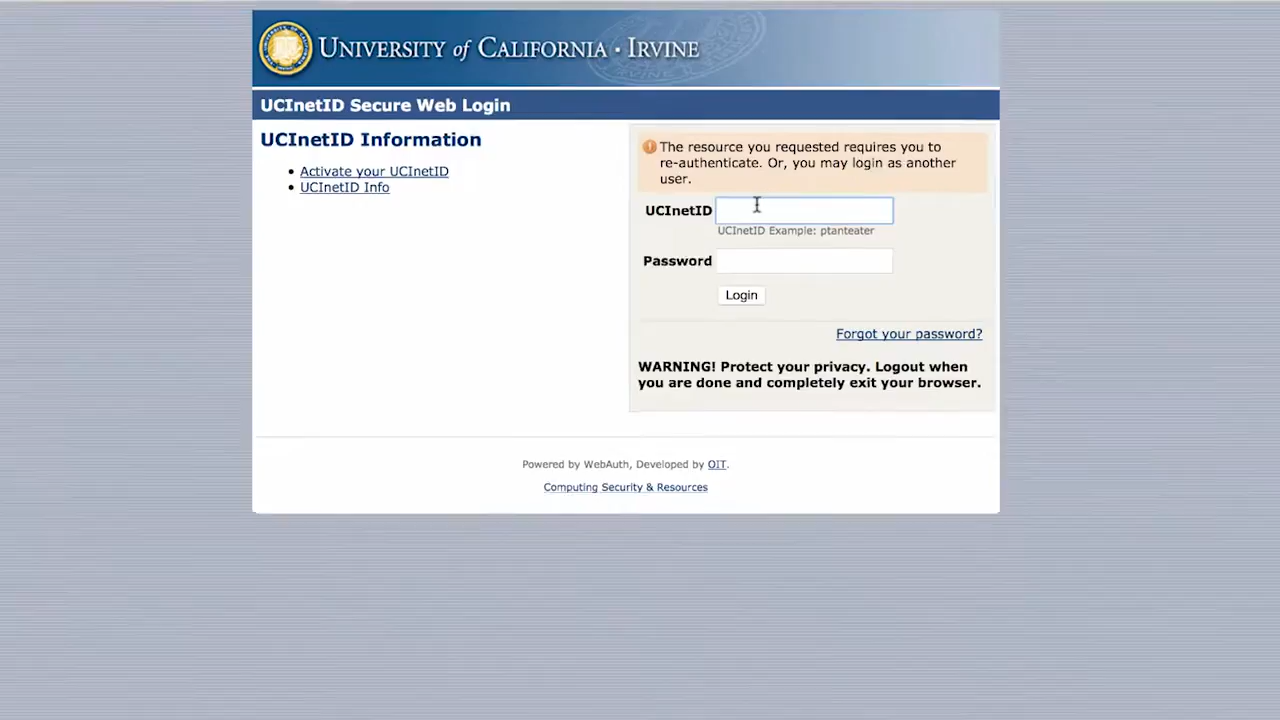 UNIVERSITY of CALIFORNIA · IRVINE
UCInetID Secure Web Login
UCInetID Information
• Activate your UCInetID
• UCInetID Info
The resource you requested requires you to
re-authenticate. Or, you may login as another
user.
UCInetID
UCInetID Example: ptanteater
Password
Login
Forgot your password?
WARNING! Protect your privacy. Logout when
you are done and completely exit your browser.
Powered by WebAuth, Developed by OIT.
Computing Security & Resources